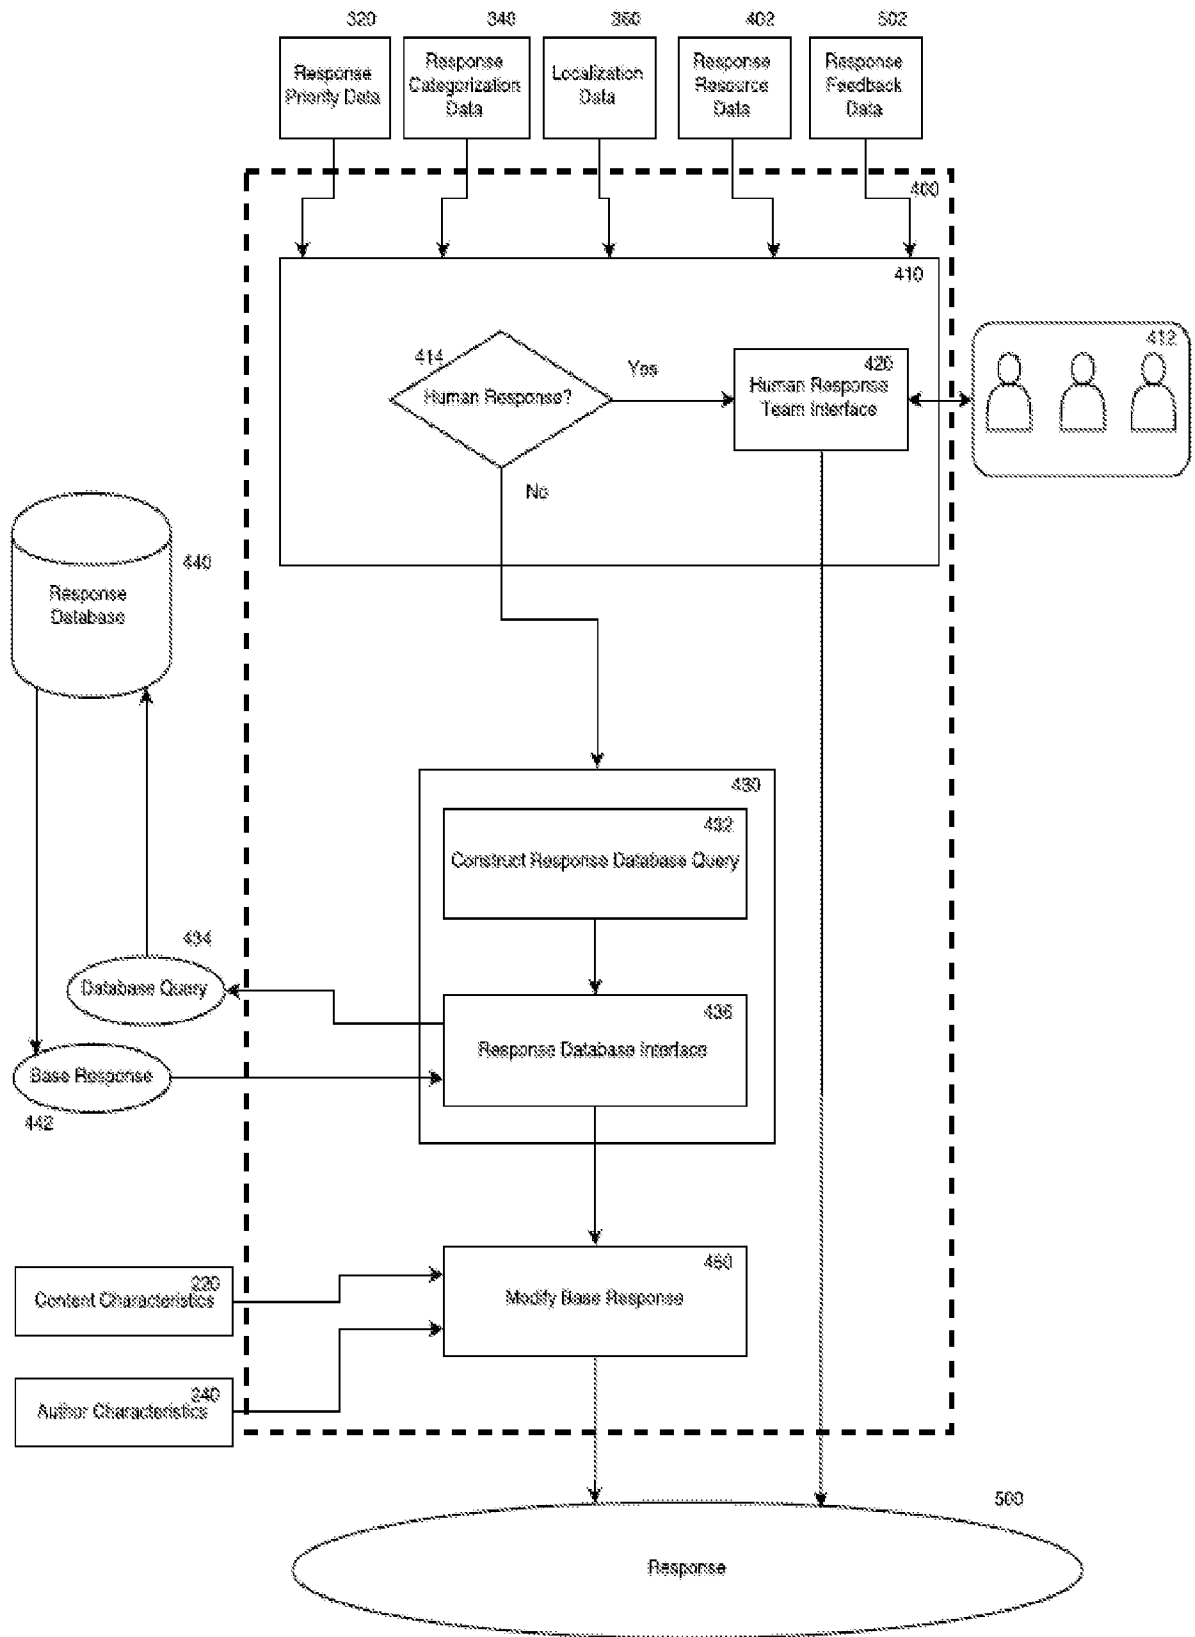 320
340
360
402
502
Response
Priority Data
Response
Categorization
Data
Localization
Data
Response
Resource
Data
Response
Feedback
Data
400
410
412
414
Human Response?
Yes
No
420
Human Response
Team Interface
440
Response
Database
430
432
Construct Response Database Query
434
Database Query
436
Response Database Interface
Base Response
442
220
Content Characteristics
450
Modify Base Response
240
Author Characteristics
500
Response